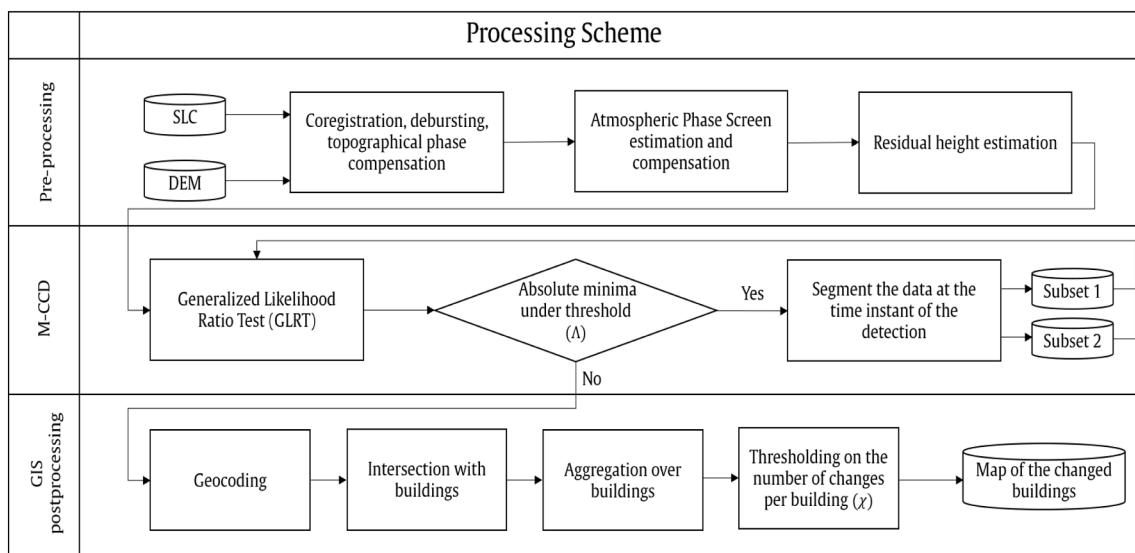 Processing Scheme
Pre-processing
SLC
DEM
Coregistration, debursting,
topographical phase
compensation
Atmospheric Phase Screen
estimation and
compensation
Residual height estimation
M-CCD
Generalized Likelihood
Ratio Test (GLRT)
Absolute minima
under threshold
(Λ)
Yes
No
Segment the data at the
time instant of the
detection
Subset 1
Subset 2
GIS
postprocessing
Geocoding
Intersection with
buildings
Aggregation over
buildings
Thresholding on the
number of changes
per building (χ)
Map of the changed
buildings